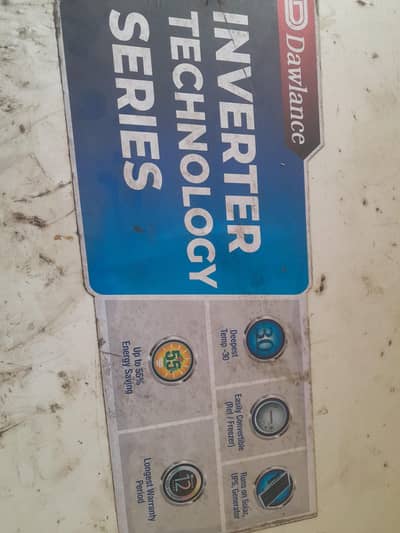 Dawlance
INVERTER
TECHNOLOGY
SERIES
30
Deepest
Temp -30
Easily Convertible
(Ref / Freezer)
Runs on Solar,
UPS, Generator
55
Up to 55%
Energy Saving
12
Longest Warranty
Period